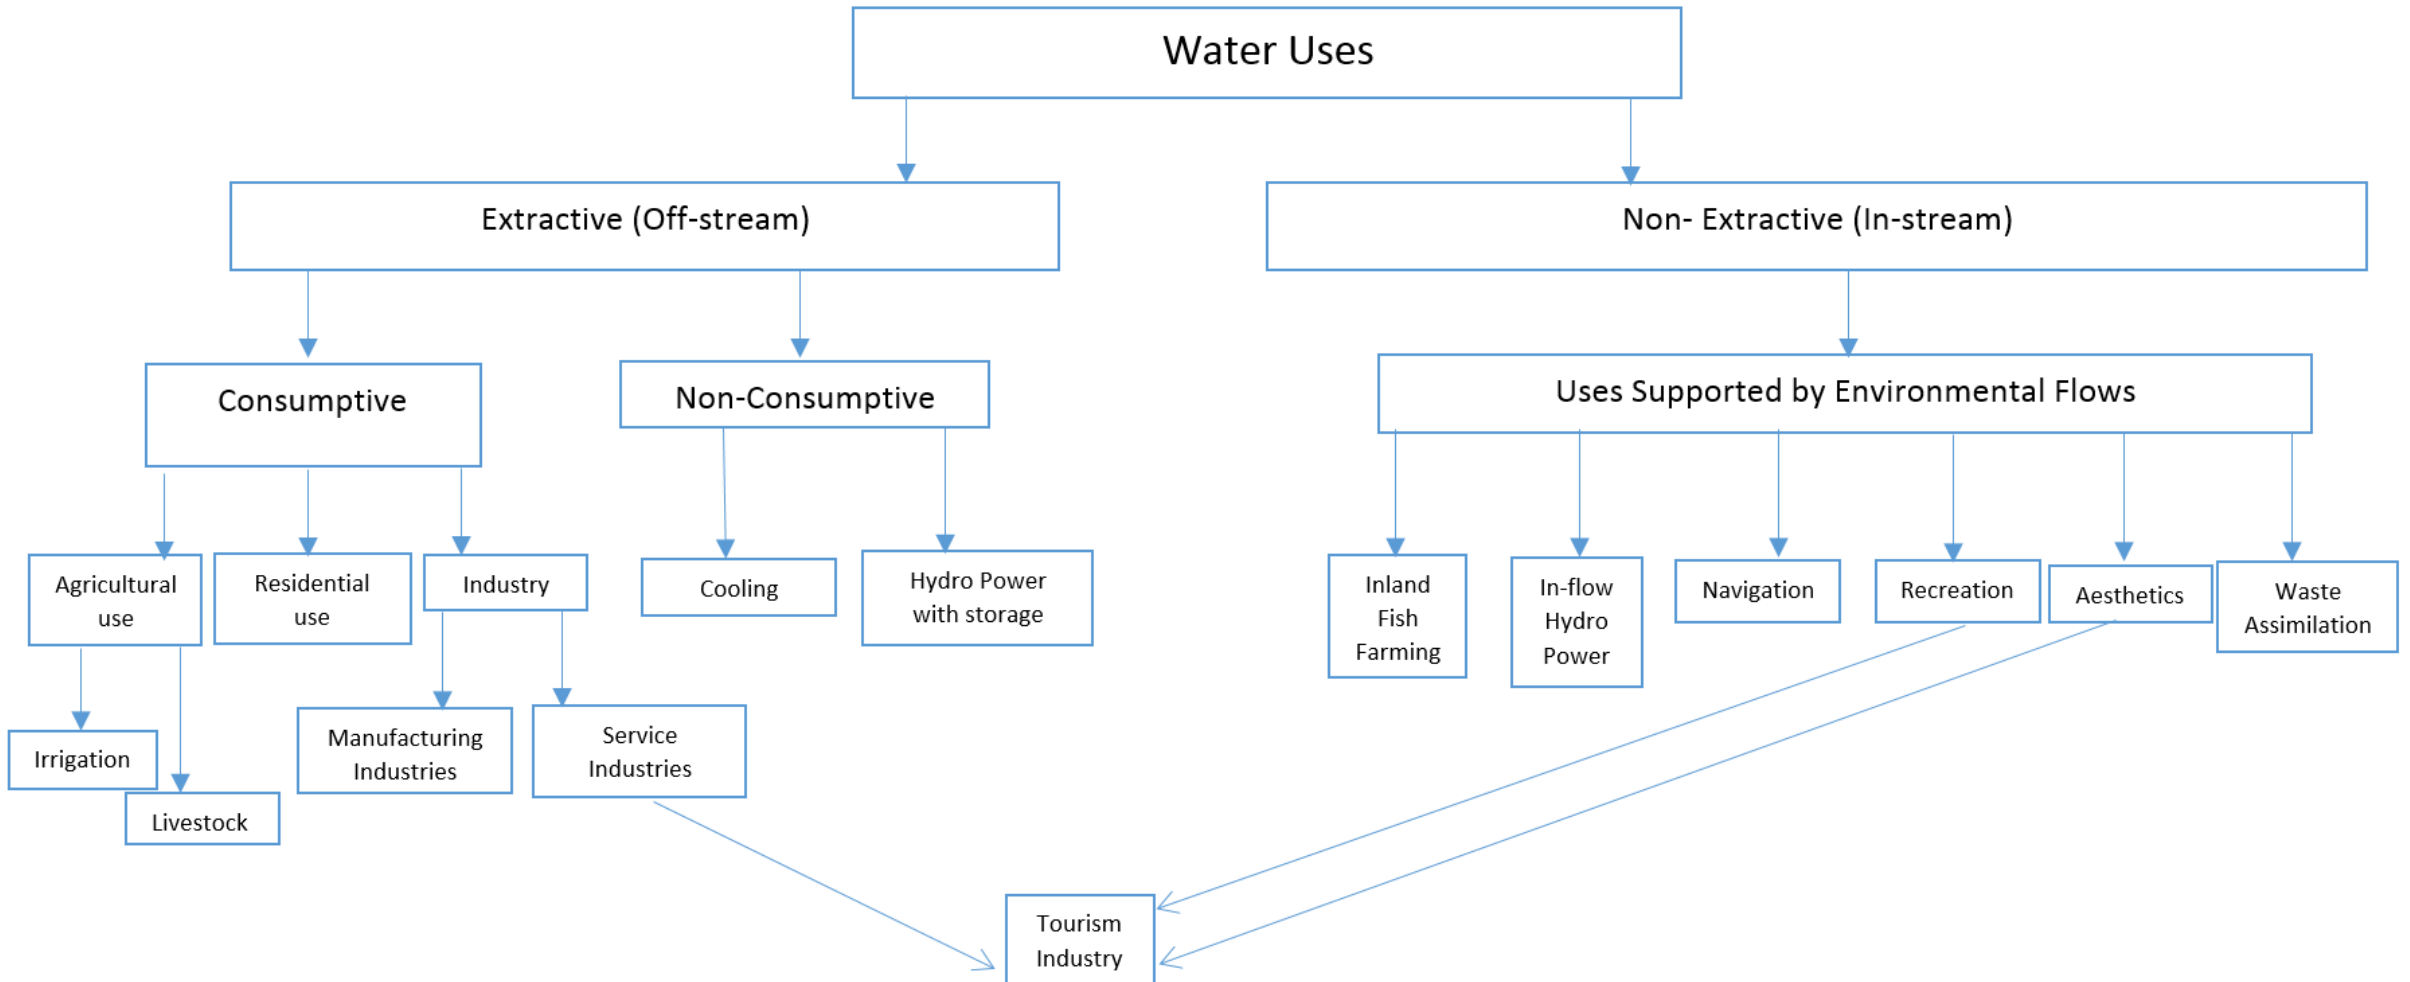 Water Uses
Extractive (Off-stream)
Non- Extractive (In-stream)
Consumptive
Non-Consumptive
Uses Supported by Environmental Flows
Agricultural
use
Residential
use
Industry
Cooling
Hydro Power
with storage
Inland
Fish
Farming
In-flow
Hydro
Power
Navigation
Recreation
Aesthetics
Waste
Assimilation
Irrigation
Livestock
Manufacturing
Industries
Service
Industries
Tourism
Industry